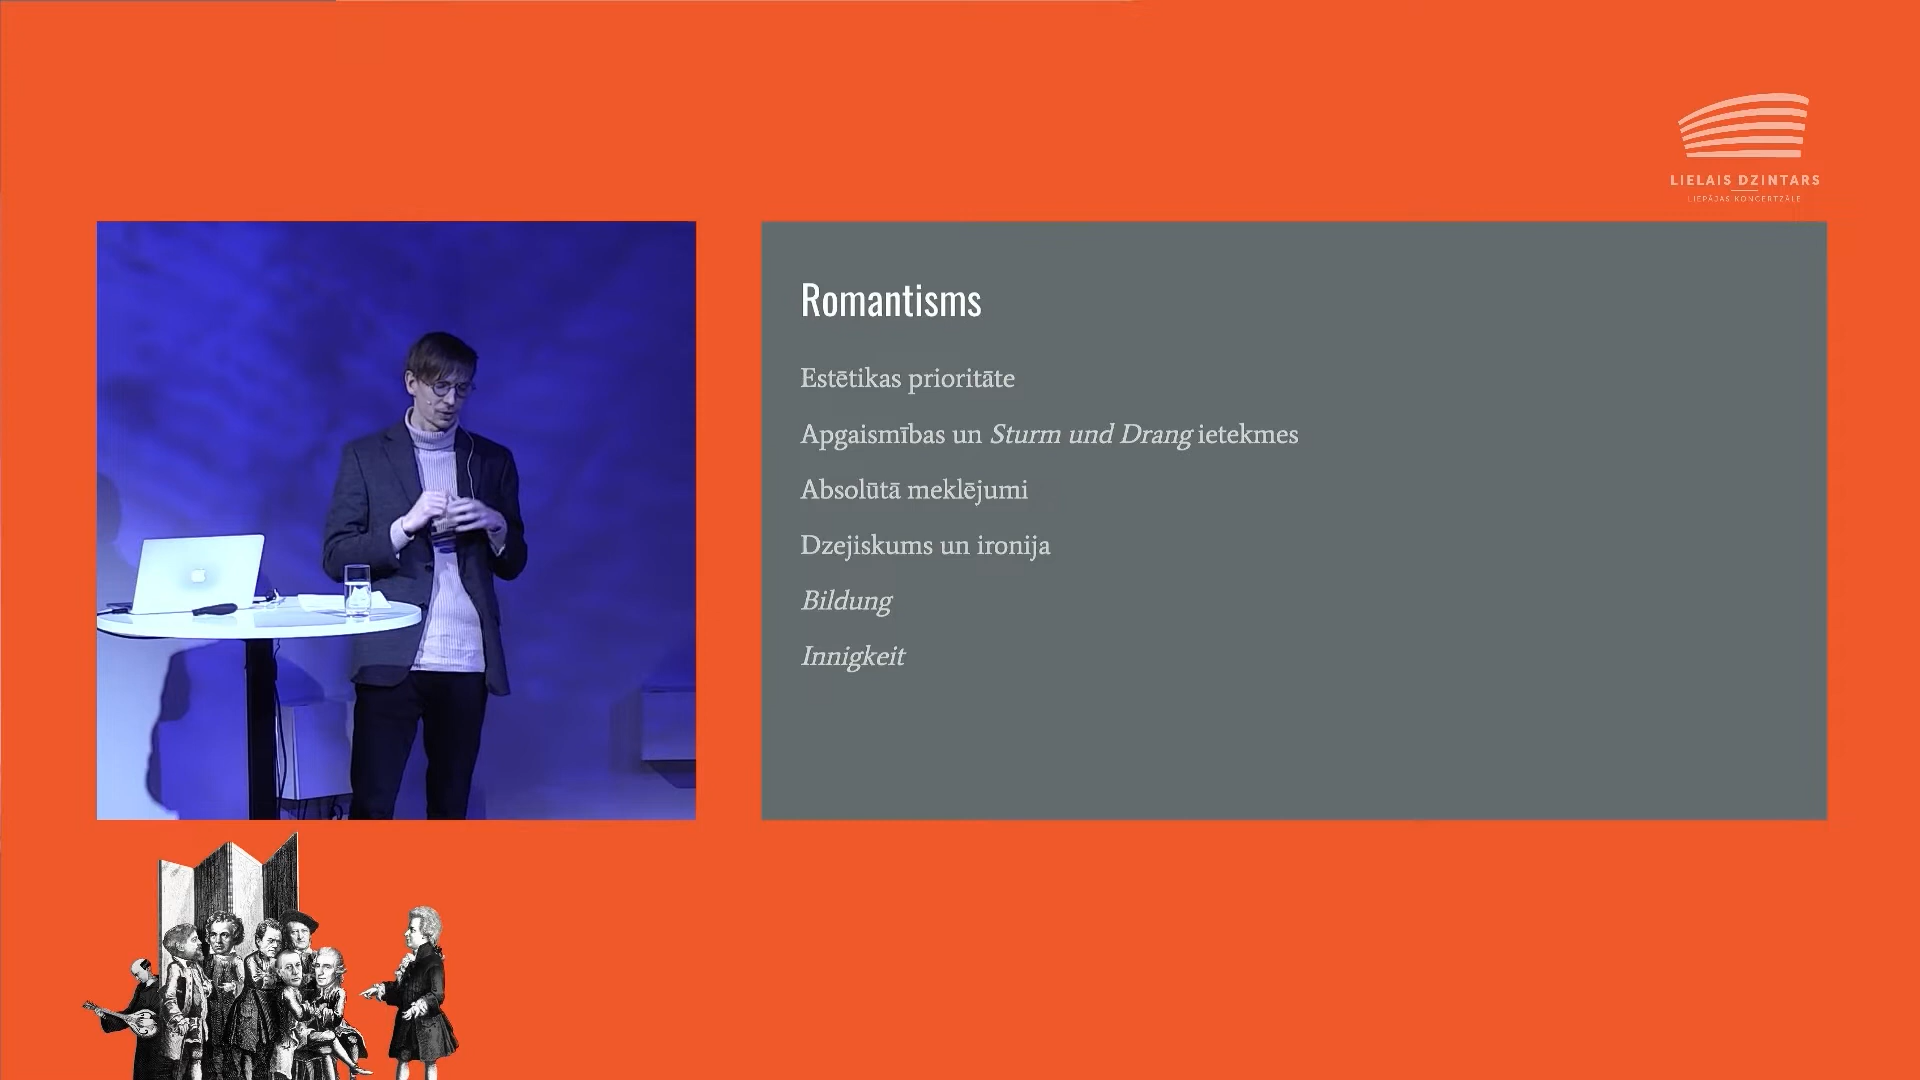 LIELAIS DZINTARS
LIEPĀJAS KONCERTZĀLE
Romantisms
Estētikas prioritāte
Apgaismības un Sturm und Drang ietekmes
Absolūtā meklējumi
Dzejiskums un ironija
Bildung
Innigkeit